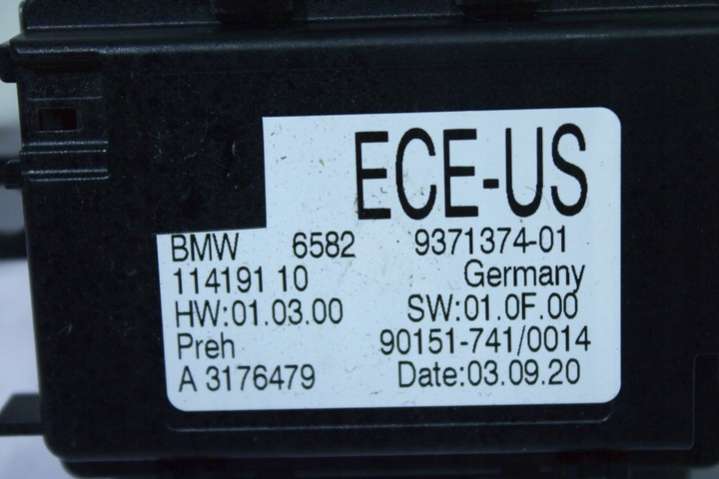 ECE-US
BMW 6582 9371374-01
114191 10 Germany
HW:01.03.00 SW:01.0F.00
Preh 90151-741/0014
A 3176479 Date:03.09.20